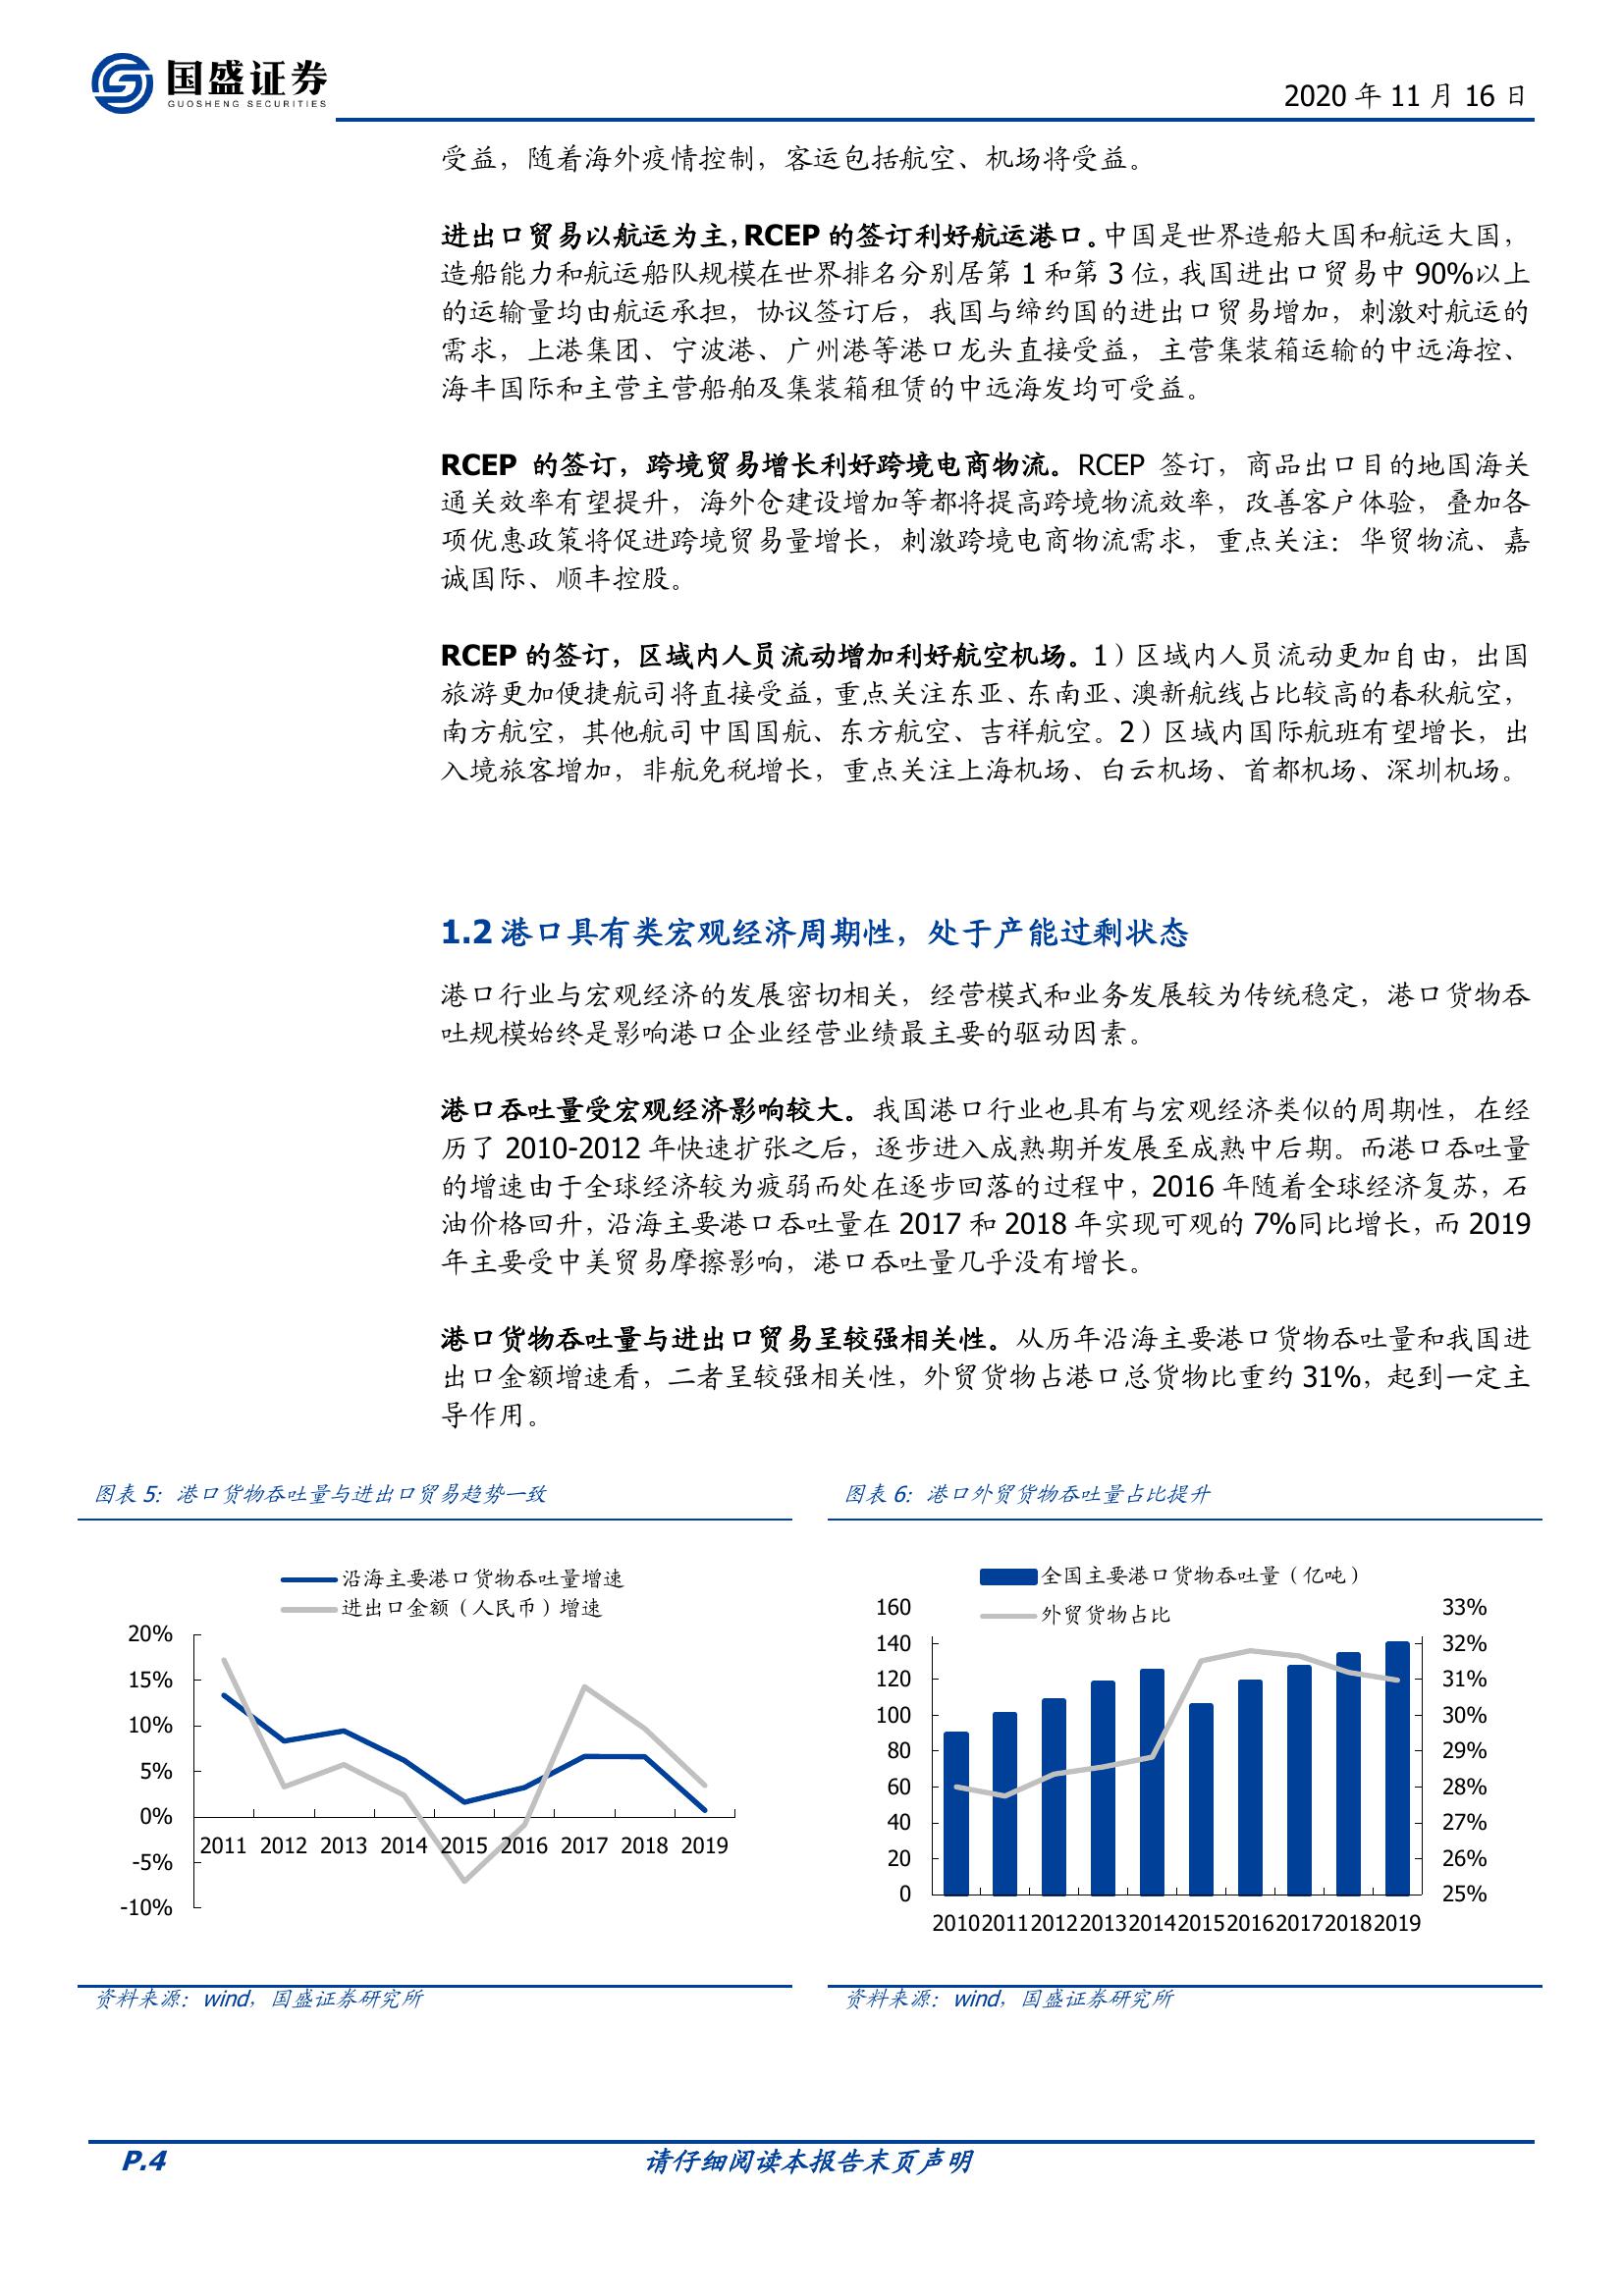 国盛证券
GUOSHENG SECURITIES
2020 年 11 月 16 日
受益，随着海外疫情控制，客运包括航空、机场将受益。
进出口贸易以航运为主，RCEP 的签订利好航运港口。中国是世界造船大国和航运大国，
造船能力和航运船队规模在世界排名分别居第 1 和第 3 位，我国进出口贸易中 90%以上
的运输量均由航运承担，协议签订后，我国与缔约国的进出口贸易增加，刺激对航运的
需求，上港集团、宁波港、广州港等港口龙头直接受益，主营集装箱运输的中远海控、
海丰国际和主营主营船舶及集装箱租赁的中远海发均可受益。
RCEP 的签订，跨境贸易增长利好跨境电商物流。RCEP 签订，商品出口目的地国海关
通关效率有望提升，海外仓建设增加等都将提高跨境物流效率，改善客户体验，叠加各
项优惠政策将促进跨境贸易量增长，刺激跨境电商物流需求，重点关注：华贸物流、嘉
诚国际、顺丰控股。
RCEP 的签订，区域内人员流动增加利好航空机场。1）区域内人员流动更加自由，出国
旅游更加便捷航司将直接受益，重点关注东亚、东南亚、澳新航线占比较高的春秋航空，
南方航空，其他航司中国国航、东方航空、吉祥航空。2）区域内国际航班有望增长，出
入境旅客增加，非航免税增长，重点关注上海机场、白云机场、首都机场、深圳机场。
1.2 港口具有类宏观经济周期性，处于产能过剩状态
港口行业与宏观经济的发展密切相关，经营模式和业务发展较为传统稳定，港口货物吞
吐规模始终是影响港口企业经营业绩最主要的驱动因素。
港口吞吐量受宏观经济影响较大。我国港口行业也具有与宏观经济类似的周期性，在经
历了 2010-2012 年快速扩张之后，逐步进入成熟期并发展至成熟中后期。而港口吞吐量
的增速由于全球经济较为疲弱而处在逐步回落的过程中，2016 年随着全球经济复苏，石
油价格回升，沿海主要港口吞吐量在 2017 和 2018 年实现可观的 7%同比增长，而 2019
年主要受中美贸易摩擦影响，港口吞吐量几乎没有增长。
港口货物吞吐量与进出口贸易呈较强相关性。从历年沿海主要港口货物吞吐量和我国进
出口金额增速看，二者呈较强相关性，外贸货物占港口总货物比重约 31%，起到一定主
导作用。
图表 5：港口货物吞吐量与进出口贸易趋势一致
沿海主要港口货物吞吐量增速
进出口金额（人民币）增速
20%
15%
10%
5%
0%
-5%
-10%
2011 2012 2013 2014 2015 2016 2017 2018 2019
资料来源：wind，国盛证券研究所
图表 6：港口外贸货物吞吐量占比提升
全国主要港口货物吞吐量（亿吨）
外贸货物占比
160
140
120
100
80
60
40
20
0
33%
32%
31%
30%
29%
28%
27%
26%
25%
2010 2011 2012 2013 2014 2015 2016 2017 2018 2019
资料来源：wind，国盛证券研究所
P.4
请仔细阅读本报告末页声明